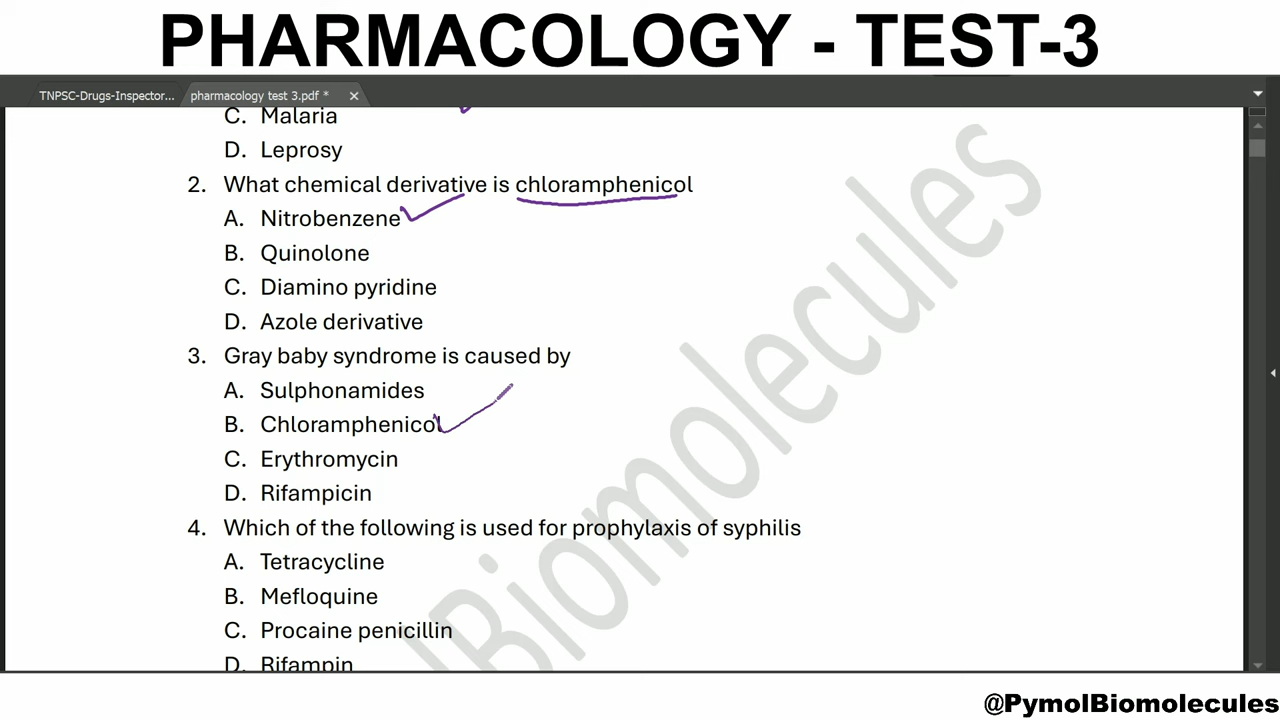 PHARMACOLOGY - TEST-3
TNPSC-Drugs-Inspector... pharmacology test 3.pdf *
C. Malaria
D. Leprosy
2. What chemical derivative is chloramphenicol
A. Nitrobenzene
B. Quinolone
C. Diamino pyridine
D. Azole derivative
3. Gray baby syndrome is caused by
A. Sulphonamides
B. Chloramphenicol
C. Erythromycin
D. Rifampicin
4. Which of the following is used for prophylaxis of syphilis
A. Tetracycline
B. Mefloquine
C. Procaine penicillin
D. Rifampin
lBiomolecules
@PymolBiomolecules